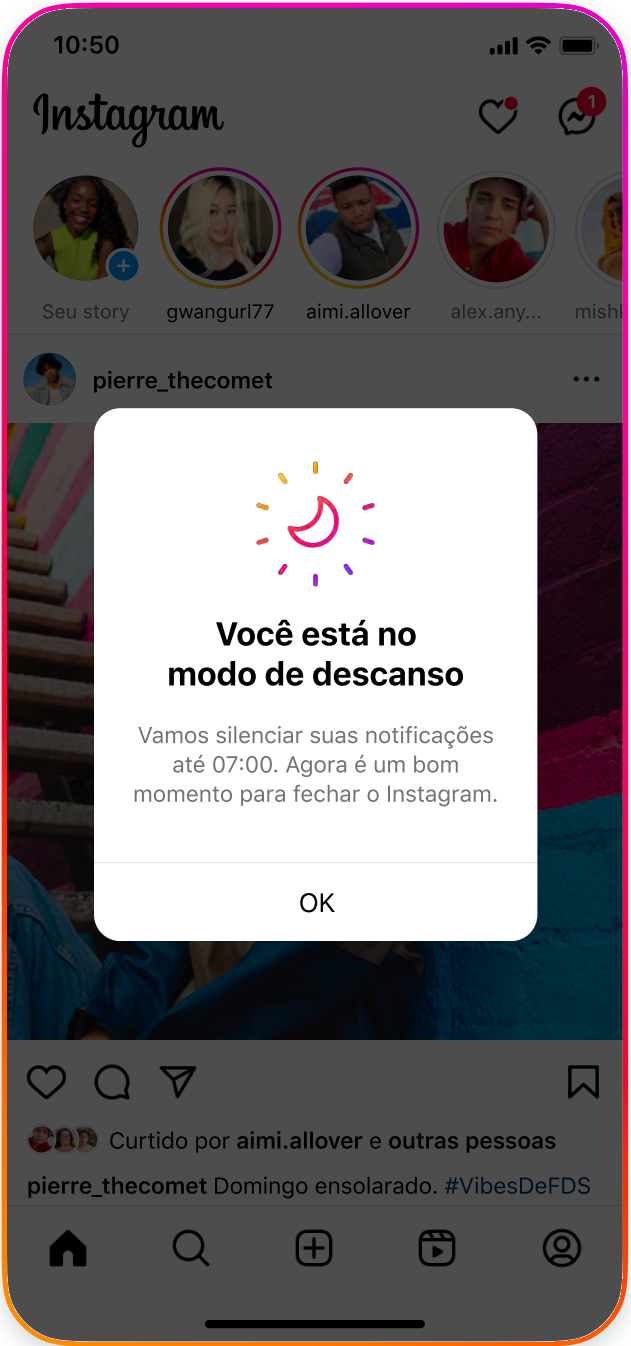 10:50
Instagram
1
Seu story
gwangurl77
aimi.allover
alex.any...
pierre_thecomet
Você está no
modo de descanso
Vamos silenciar suas notificações
até 07:00. Agora é um bom
momento para fechar o Instagram.
OK
Curtido por aimi.allover e outras pessoas
pierre_thecomet Domingo ensolarado. #VibesDeFDS